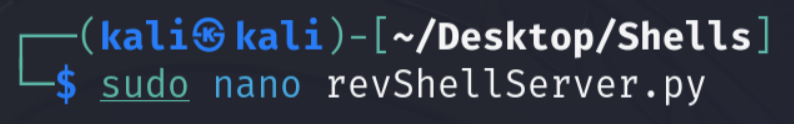 ┌──(kali㉿kali)-[~/Desktop/Shells]
└─$ sudo nano revShellServer.py